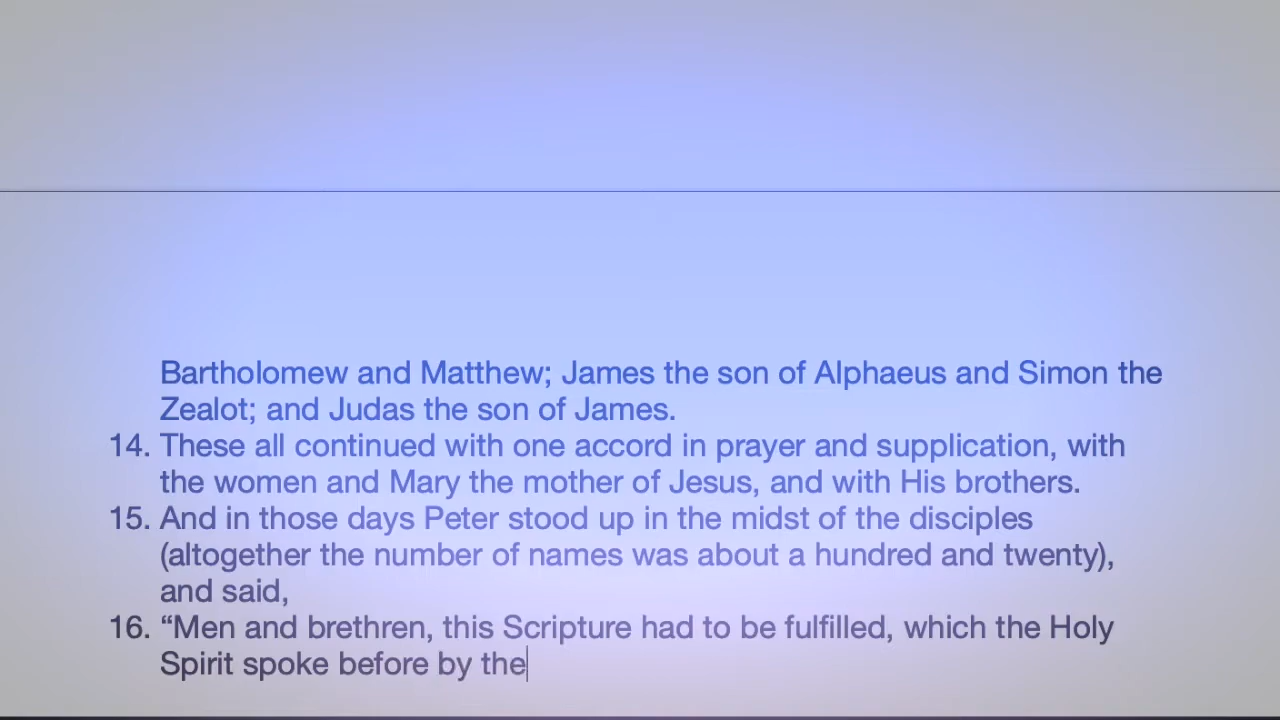 Bartholomew and Matthew; James the son of Alphaeus and Simon the
Zealot; and Judas the son of James.
14. These all continued with one accord in prayer and supplication, with
the women and Mary the mother of Jesus, and with His brothers.
15. And in those days Peter stood up in the midst of the disciples
(altogether the number of names was about a hundred and twenty),
and said,
16. “Men and brethren, this Scripture had to be fulfilled, which the Holy
Spirit spoke before by the